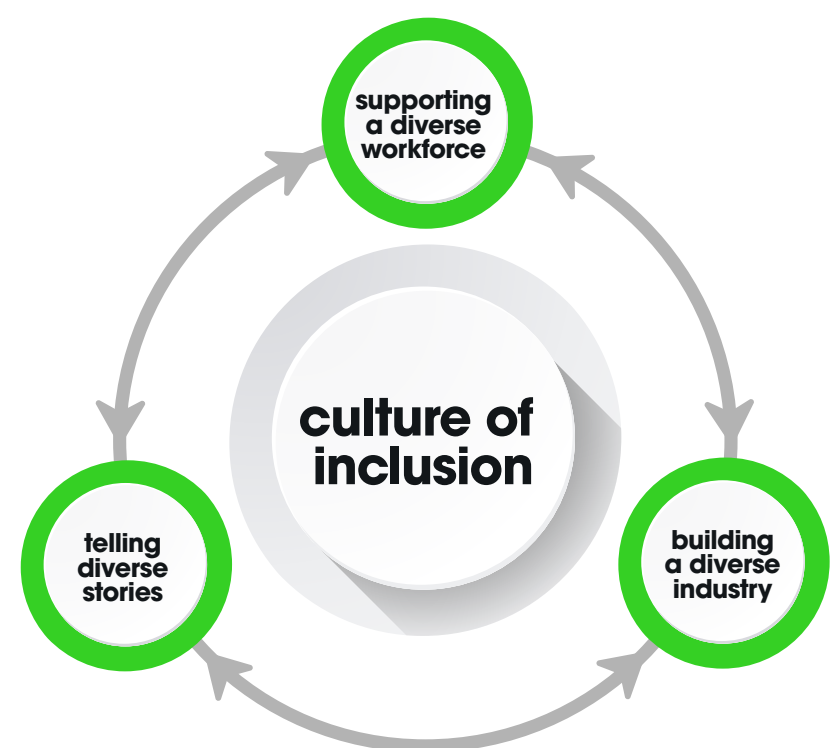 supporting
a diverse
workforce
culture of
inclusion
telling
diverse
stories
building
a diverse
industry